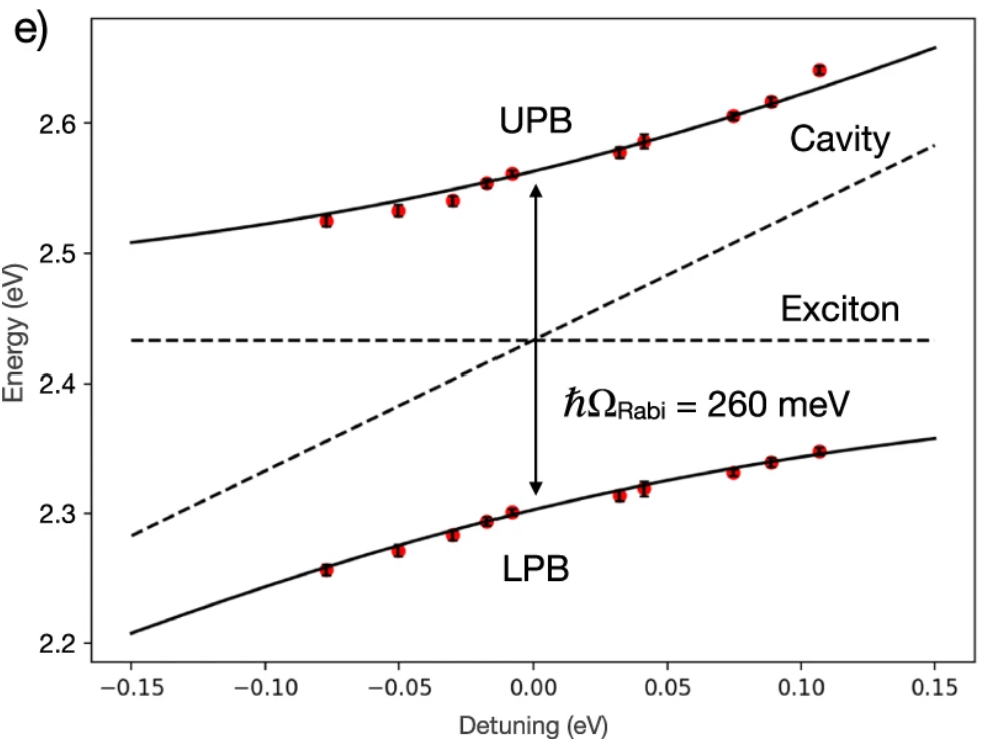 e)
UPB
Cavity
Exciton
ℏΩRabi = 260 meV
LPB
Energy (eV)
2.6
2.5
2.4
2.3
2.2
−0.15 −0.10 −0.05 0.00 0.05 0.10 0.15
Detuning (eV)